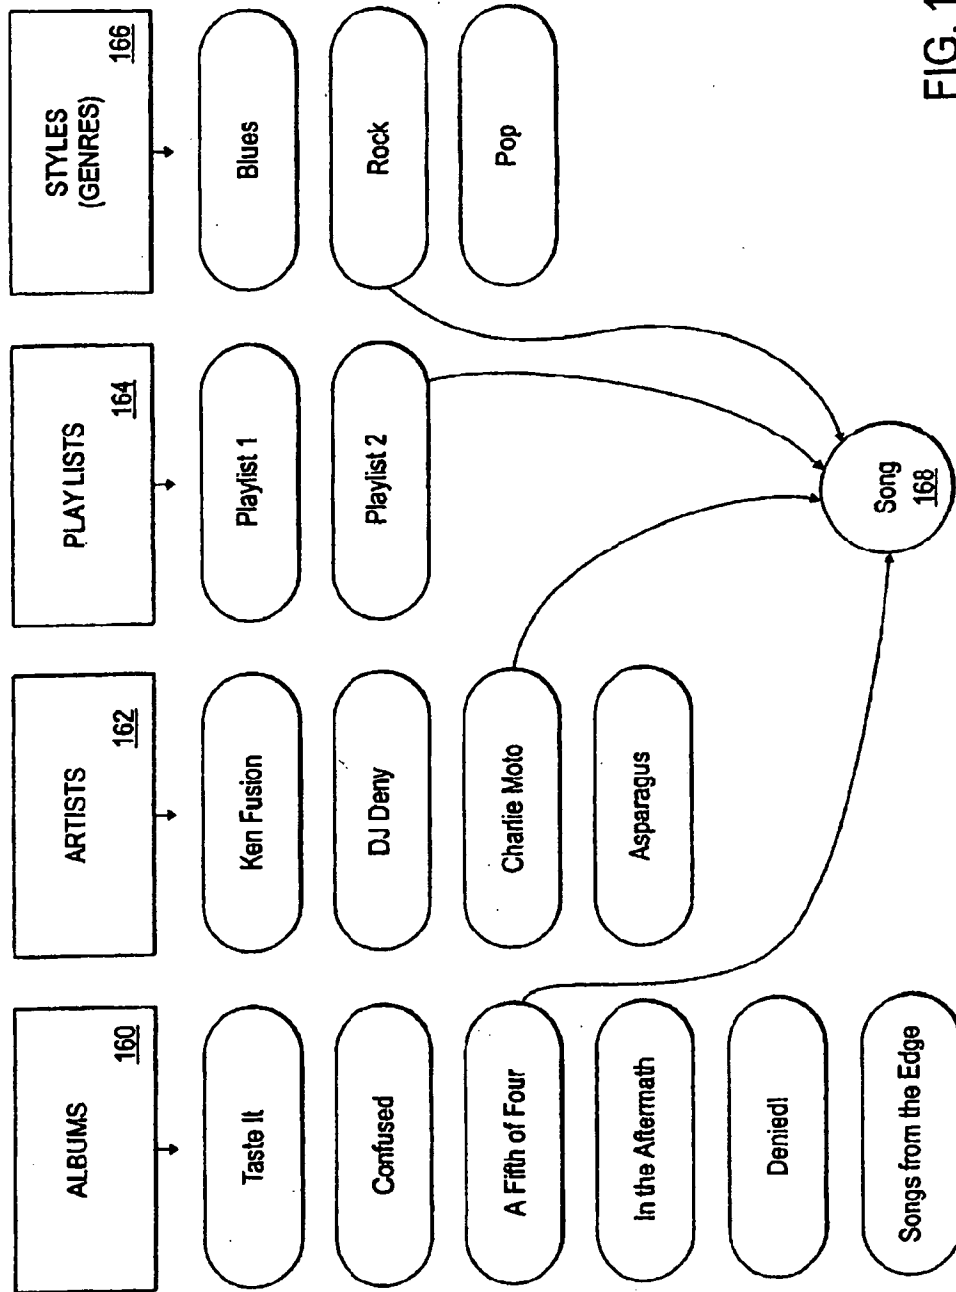 ALBUMS
160
Taste It
Confused
A Fifth of Four
In the Aftermath
Denied!
Songs from the Edge
ARTISTS
162
Ken Fusion
DJ Deny
Charlie Moto
Asparagus
PLAYLISTS
164
Playlist 1
Playlist 2
STYLES
(GENRES)
166
Blues
Rock
Pop
Song
168
FIG. 1